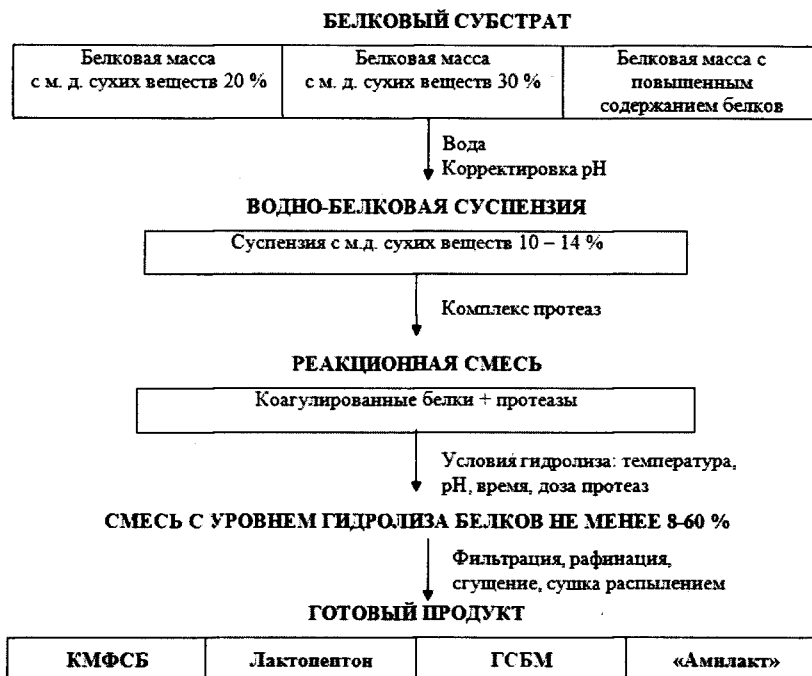 БЕЛКОВЫЙ СУБСТРАТ
Белковая масса
с м. д. сухих веществ 20 %
Белковая масса
с м. д. сухих веществ 30 %
Белковая масса с
повышенным
содержанием белков
Вода
Корректировка pH
ВОДНО-БЕЛКОВАЯ СУСПЕНЗИЯ
Суспензия с м.д. сухих веществ 10 – 14 %
Комплекс протеаз
РЕАКЦИОННАЯ СМЕСЬ
Коагулированные белки + протеазы
Условия гидролиза: температура,
pH, время, доза протеаз
СМЕСЬ С УРОВНЕМ ГИДРОЛИЗА БЕЛКОВ НЕ МЕНЕЕ 8-60 %
Фильтрация, рафинация,
сгущение, сушка распылением
ГОТОВЫЙ ПРОДУКТ
КМФСБ
Лактопептон
ГСБМ
«Амилакт»